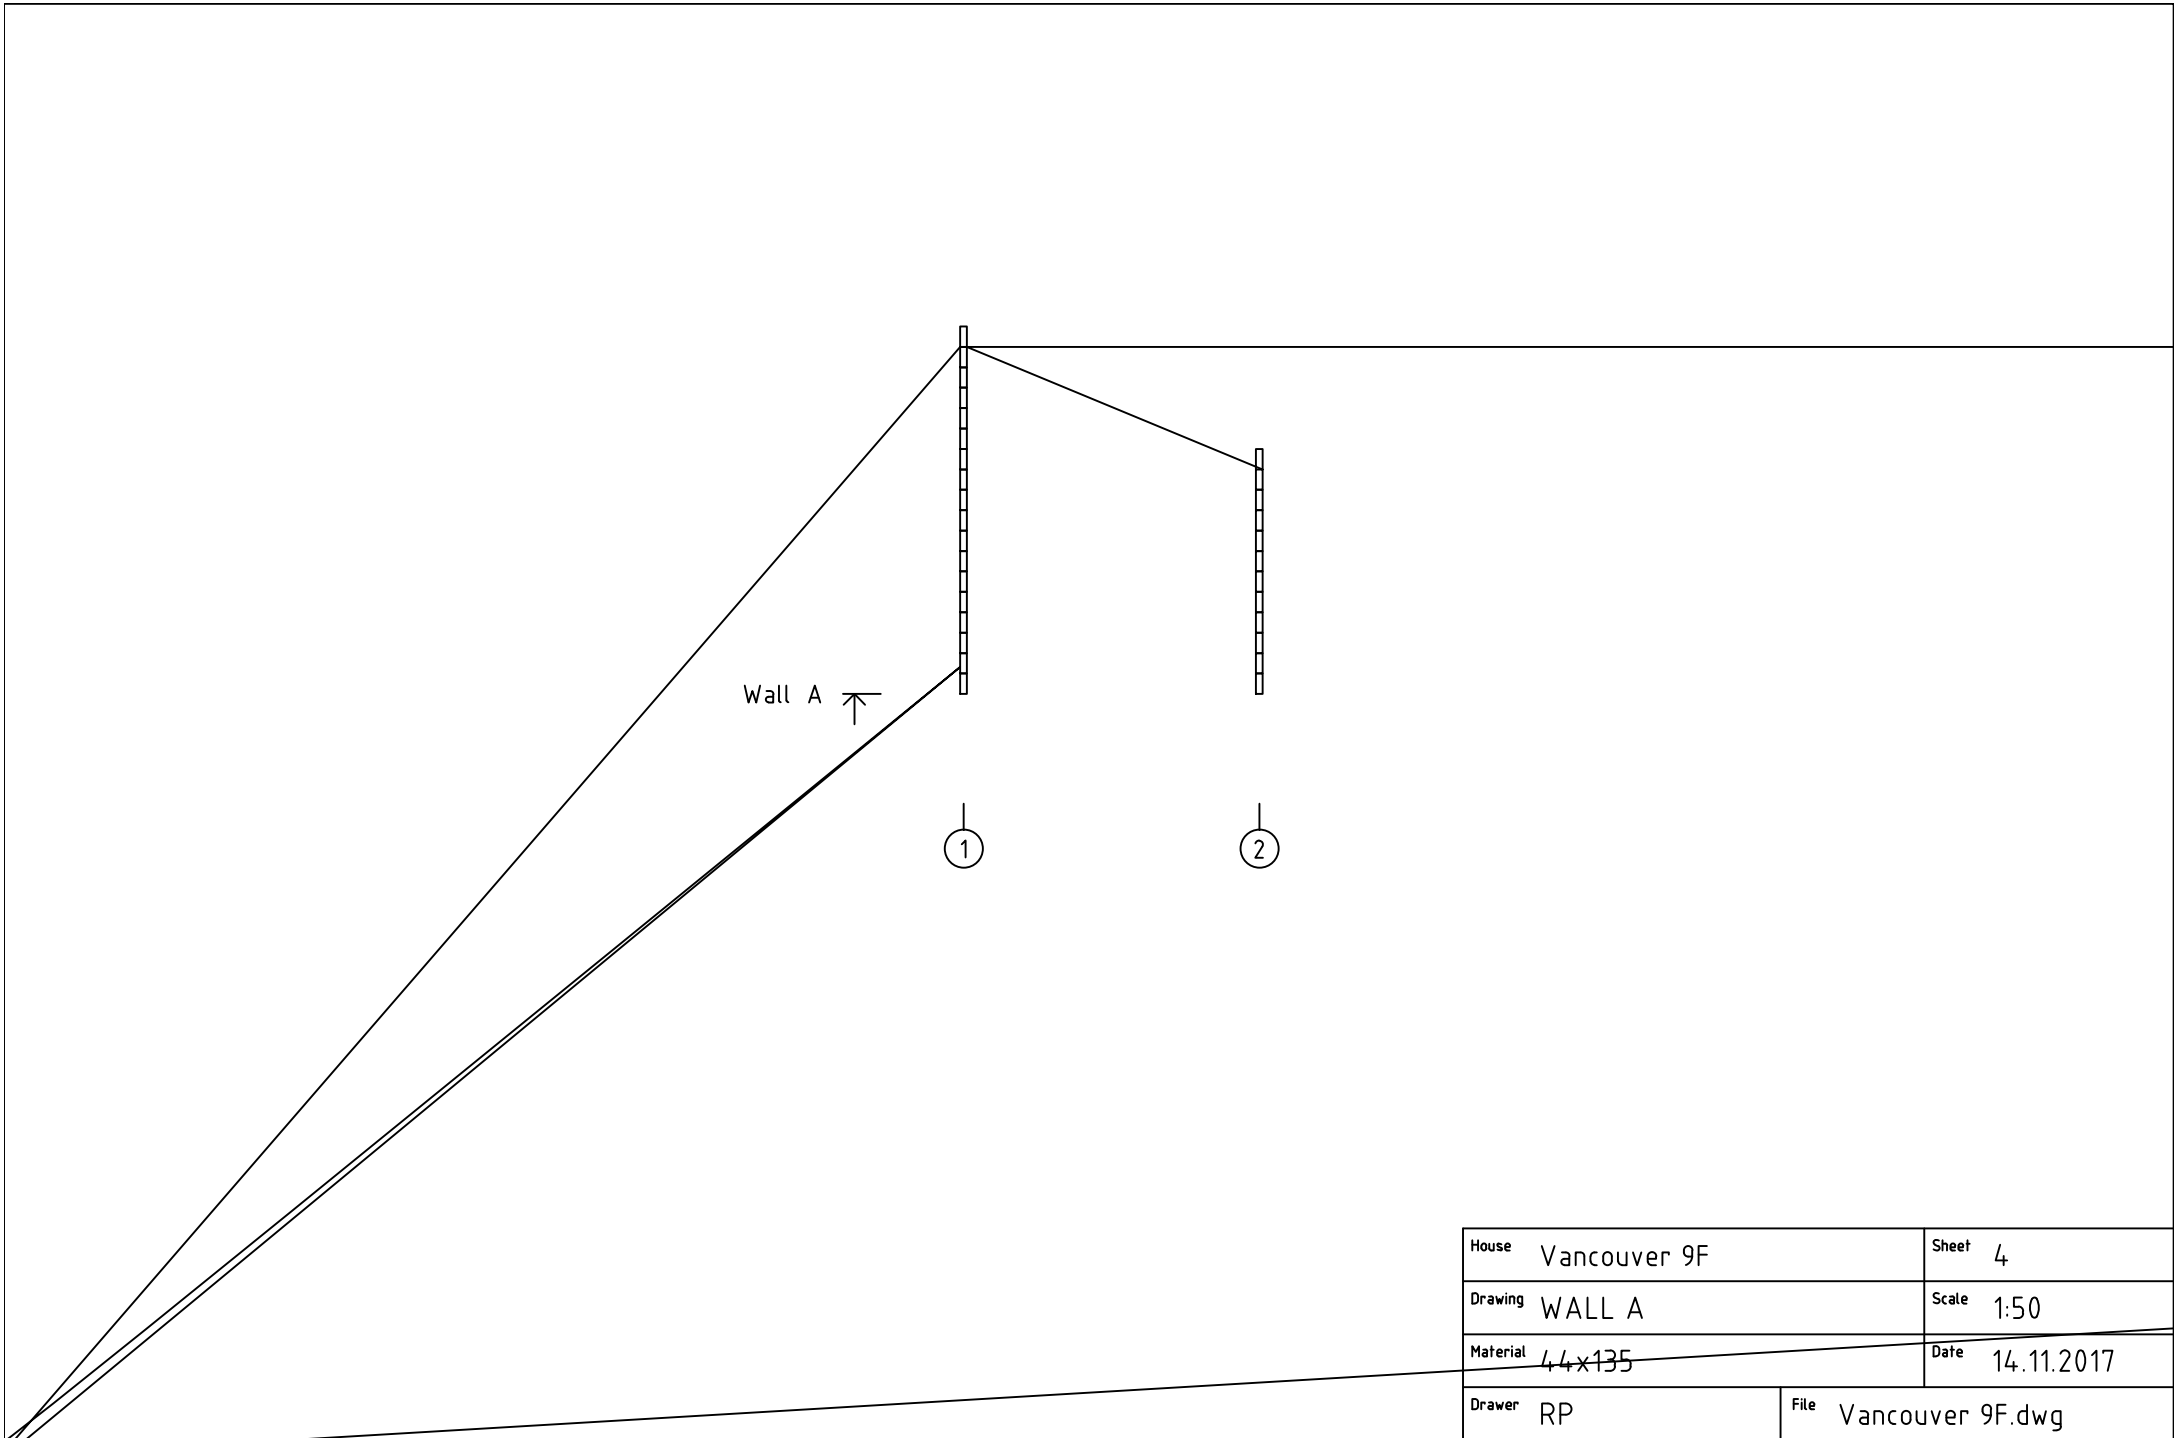 Wall A
1
2
House Vancouver 9F Sheet 4
Drawing WALL A Scale 1:50
Material 44x135 Date 14.11.2017
Drawer RP File Vancouver 9F.dwg